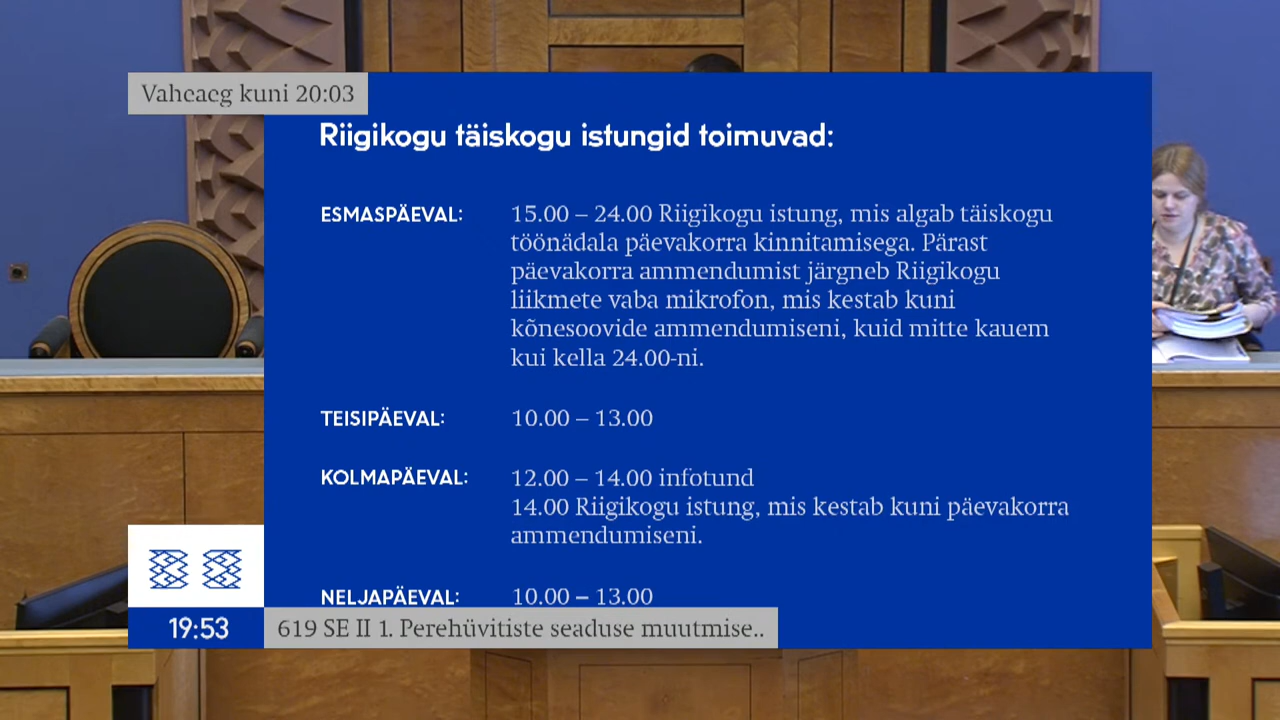 Vaheaeg kuni 20:03
Riigikogu täiskogu istungid toimuvad:
ESMASPÄEVAL:
15.00 – 24.00 Riigikogu istung, mis algab täiskogu
töönädala päevakorra kinnitamisega. Pärast
päevakorra ammendumist järgneb Riigikogu
liikmete vaba mikrofon, mis kestab kuni
kõnesoovide ammendumiseni, kuid mitte kauem
kui kella 24.00-ni.
TEISIPÄEVAL:
10.00 – 13.00
KOLMAPÄEVAL:
12.00 – 14.00 infotund
14.00 Riigikogu istung, mis kestab kuni päevakorra
ammendumiseni.
NELJAPÄEVAL:
10.00 – 13.00
19:53
619 SE II 1. Perehüvitiste seaduse muutmise..